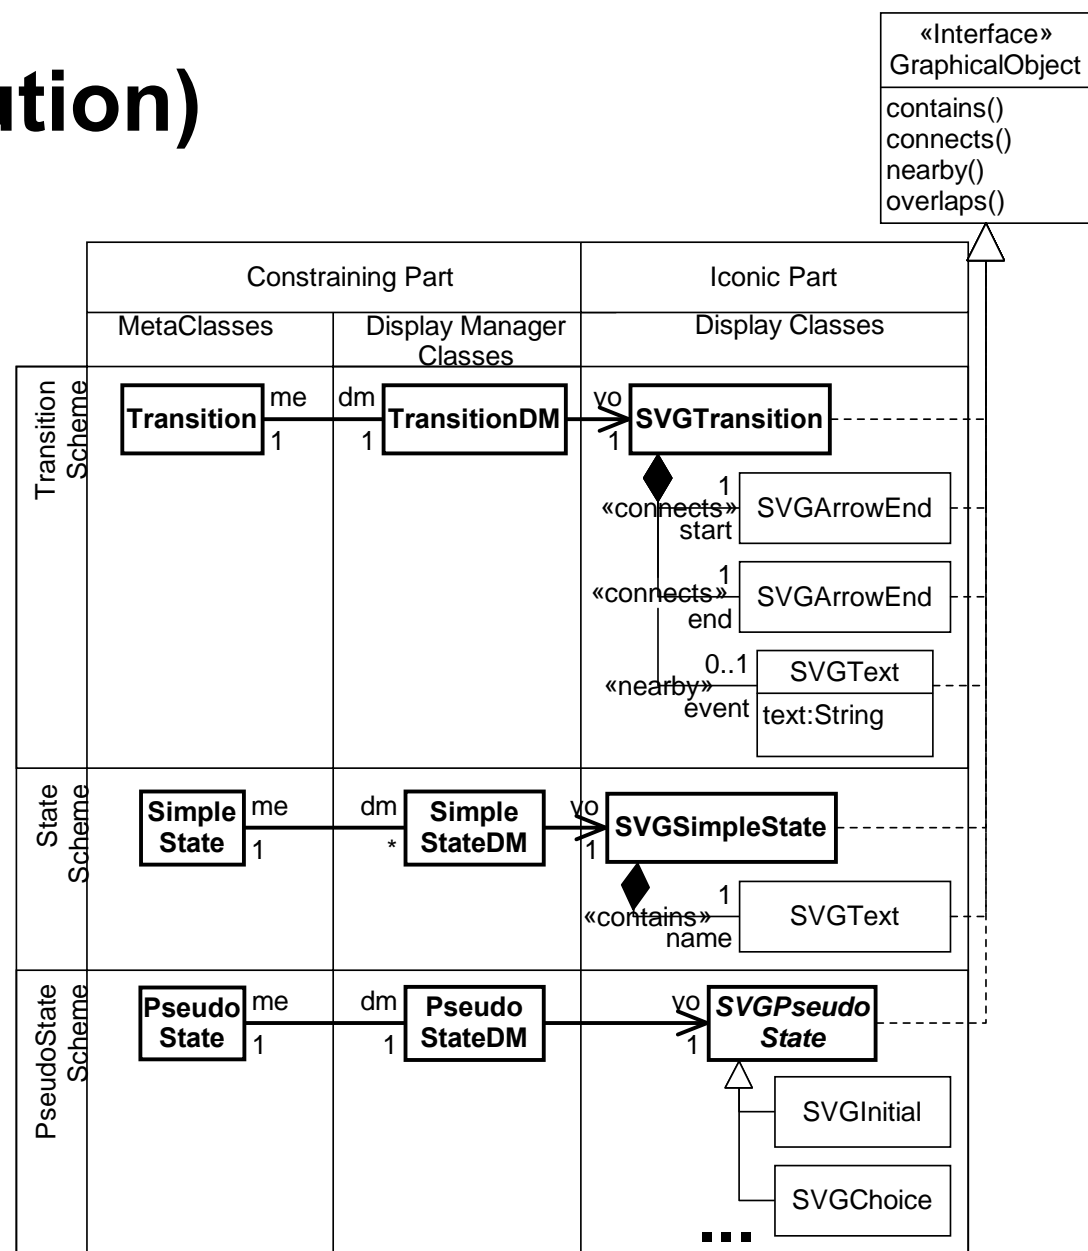 ution)
«Interface»
GraphicalObject
contains()
connects()
nearby()
overlaps()
Constraining Part
Iconic Part
MetaClasses
Display Manager
Classes
Display Classes
Transition
Scheme
Transition
me
1
dm
1
TransitionDM
vo
1
SVGTransition
«connects»
1
start
SVGArrowEnd
«connects»
1
end
SVGArrowEnd
«nearby»
0..1
event
SVGText
text:String
State
Scheme
Simple
State
me
1
dm
*
Simple
StateDM
vo
1
SVGSimpleState
«contains»
1
name
SVGText
PseudoState
Scheme
Pseudo
State
me
1
dm
1
Pseudo
StateDM
vo
1
SVGPseudo
State
SVGInitial
SVGChoice
...